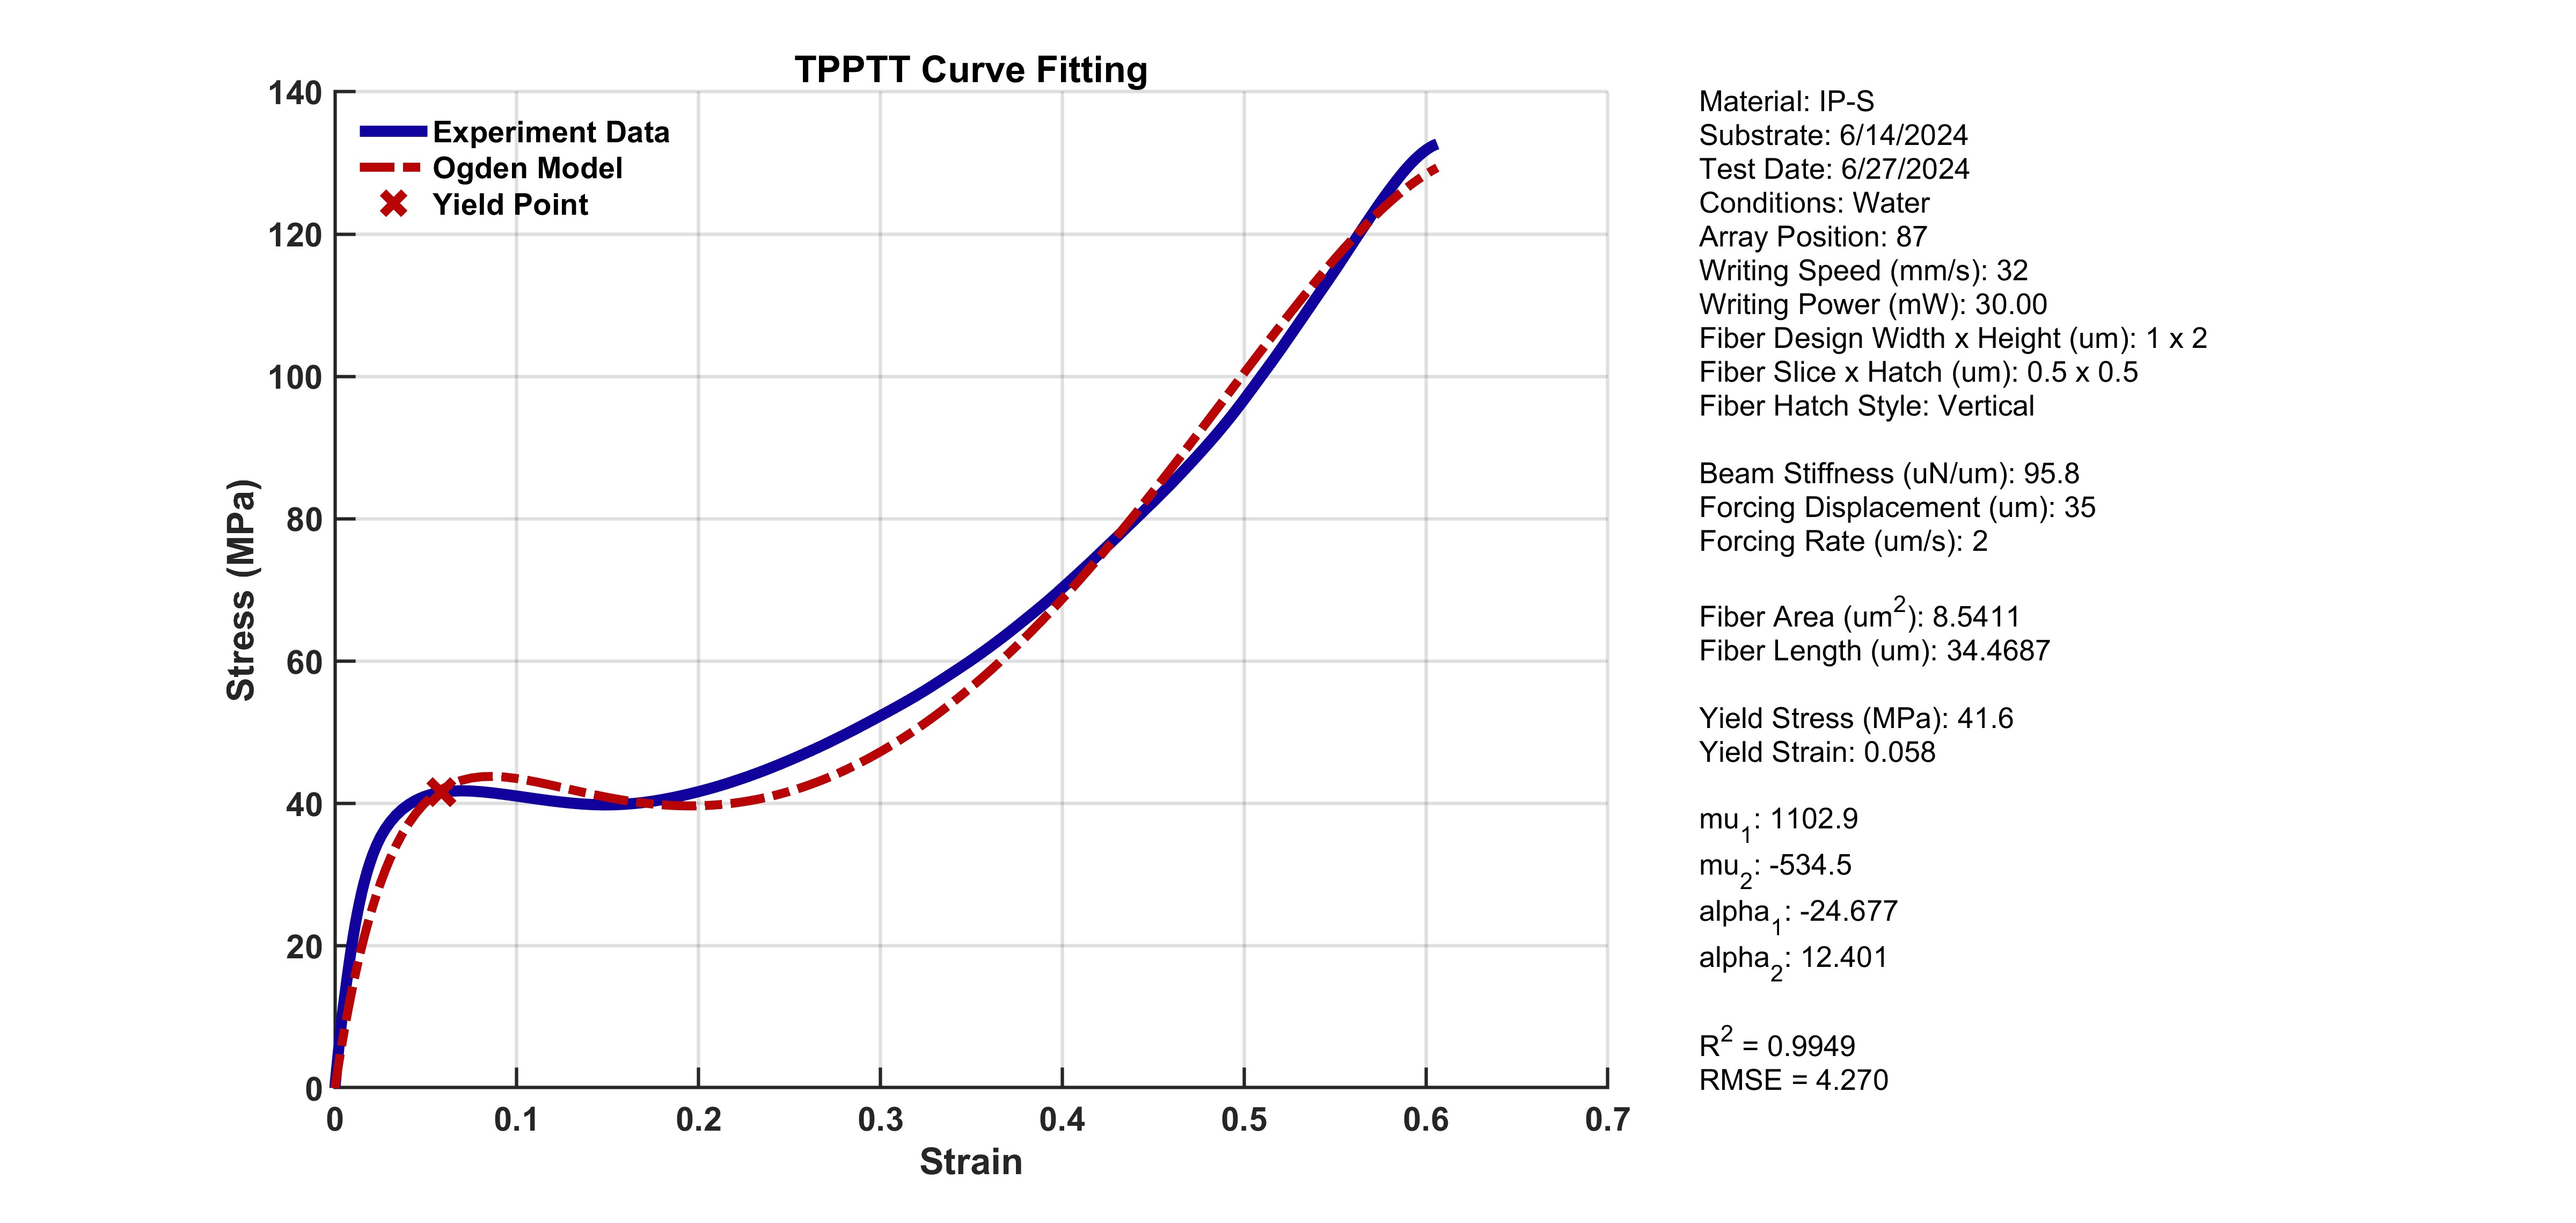 TPPTT Curve Fitting
140
120
100
80
60
40
20
0
Stress (MPa)
Experiment Data
Ogden Model
Yield Point
0 0.1 0.2 0.3 0.4 0.5 0.6 0.7
Strain
Material: IP-S
Substrate: 6/14/2024
Test Date: 6/27/2024
Conditions: Water
Array Position: 87
Writing Speed (mm/s): 32
Writing Power (mW): 30.00
Fiber Design Width x Height (um): 1 x 2
Fiber Slice x Hatch (um): 0.5 x 0.5
Fiber Hatch Style: Vertical
Beam Stiffness (uN/um): 95.8
Forcing Displacement (um): 35
Forcing Rate (um/s): 2
Fiber Area (um²): 8.5411
Fiber Length (um): 34.4687
Yield Stress (MPa): 41.6
Yield Strain: 0.058
mu₁: 1102.9
mu₂: -534.5
alpha₁: -24.677
alpha₂: 12.401
R² = 0.9949
RMSE = 4.270